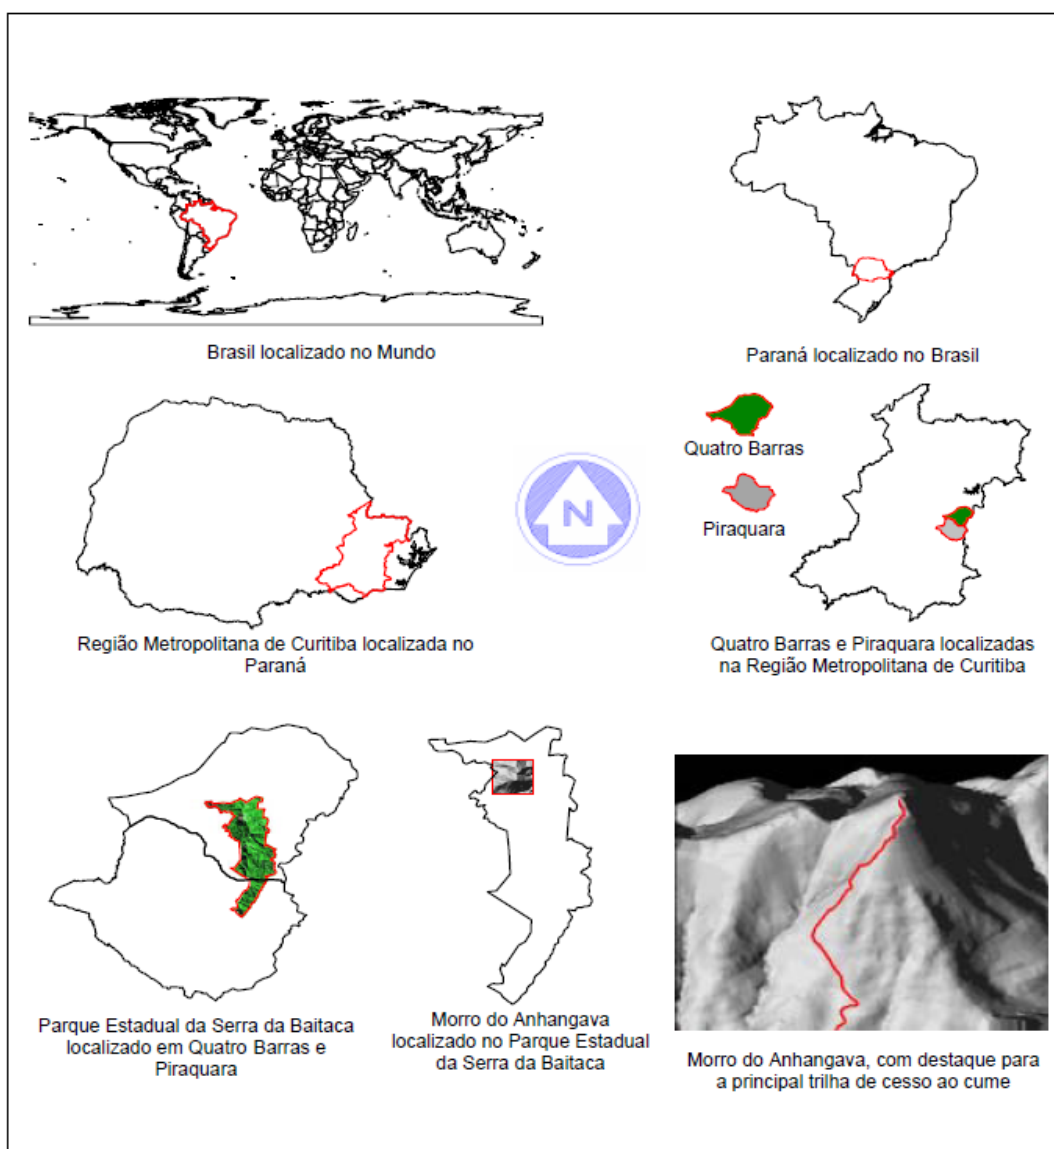 Brasil localizado no Mundo
Paraná localizado no Brasil
Quatro Barras
Piraquara
N
Região Metropolitana de Curitiba localizada no
Paraná
Quatro Barras e Piraquara localizadas
na Região Metropolitana de Curitiba
Parque Estadual da Serra da Baitaca
localizado em Quatro Barras e
Piraquara
Morro do Anhangava
localizado no Parque Estadual
da Serra da Baitaca
Morro do Anhangava, com destaque para
a principal trilha de cesso ao cume